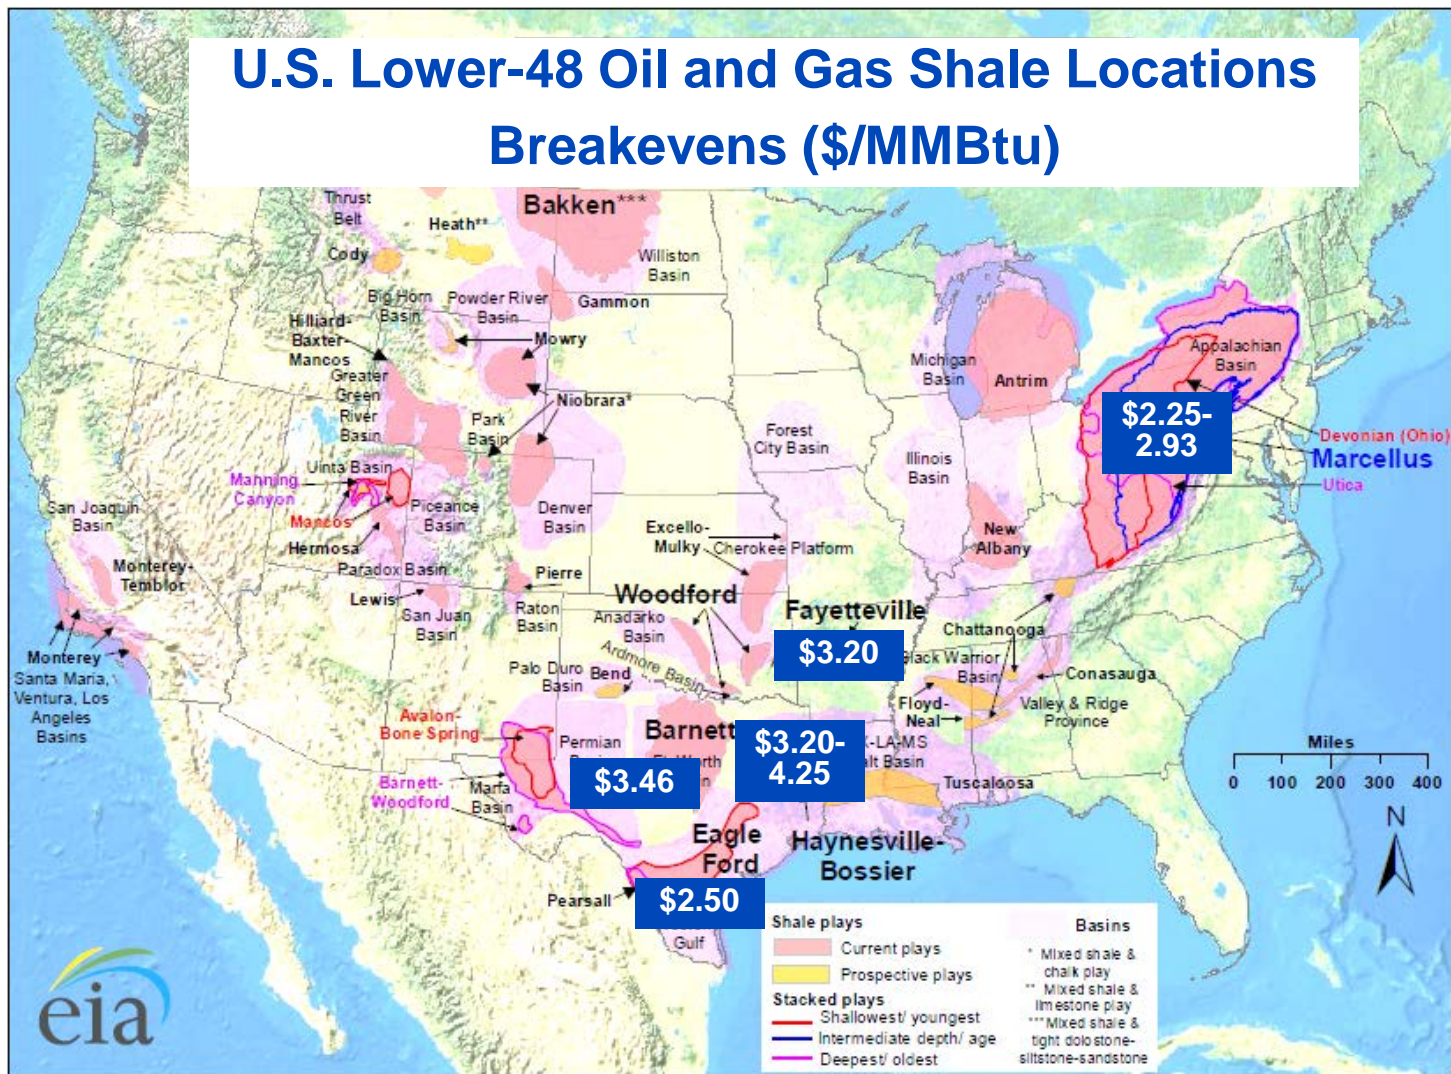 U.S. Lower-48 Oil and Gas Shale Locations
Breakevens ($/MMBtu)
Thrust
Belt
Bakken***
Heath**
Cody
Williston
Basin
Big Horn
Basin
Powder River
Basin
Gammon
Hilliard-
Baxter-
Mancos
Mowry
Greater
Green
River
Basin
Niobrara*
Park
Basin
Michigan
Basin
Antrim
Appalachian
Basin
$2.25-
2.93
Devonian (Ohio)
Marcellus
Utica
Forest
City Basin
Illinois
Basin
Uinta Basin
Manning
Canyon
Mancos
Piceance
Basin
Denver
Basin
San Joaquin
Basin
Hermosa
Excello-
Mulky
Cherokee Platform
New
Albany
Monterey-
Temblor
Paradox Basin
Pierre
Lewis
San Juan
Basin
Raton
Basin
Woodford
Anadarko
Basin
Fayetteville
$3.20
Chattanooga
Black Warrior
Basin
Ardmore Basin
Palo Duro
Basin
Bend
Conasauga
Monterey
Santa Maria,
Ventura, Los
Angeles
Basins
Floyd-
Neal
Valley & Ridge
Province
Avalon-
Bone Spring
Permian
Barnett
$3.20-
4.25
-LA-MS
lt Basin
Tuscaloosa
Miles
0 100 200 300 400
N
Barnett-
Woodford
Marfa
Basin
$3.46
Eagle
Ford
Haynesville-
Bossier
Pearsall
$2.50
Gulf
Shale plays
Current plays
Prospective plays
Stacked plays
Shallowest/ youngest
Intermediate depth/ age
Deepest/ oldest
Basins
* Mixed shale &
chalk play
** Mixed shale &
limestone play
***Mixed shale &
tight dolostone-
siltstone-sandstone
eia